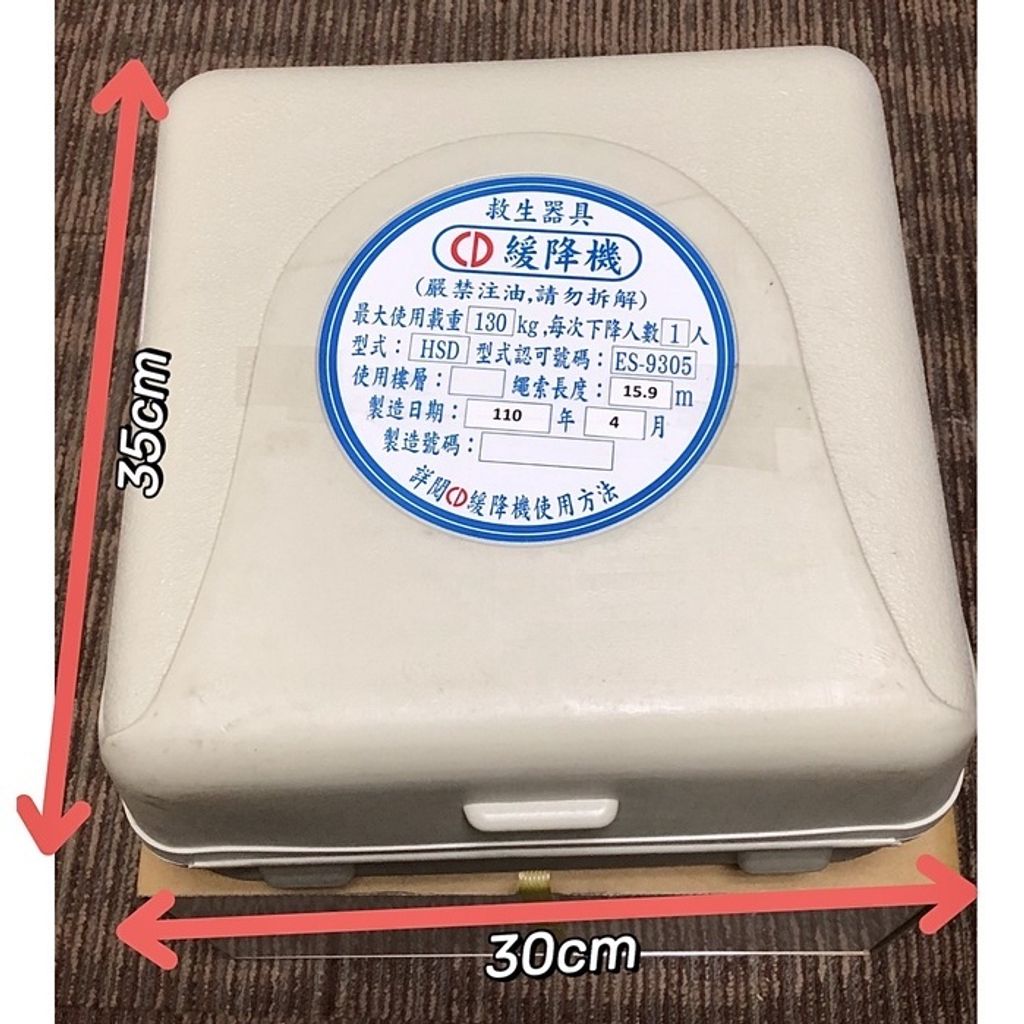 救生器具
CD 緩降機
(嚴禁注油,請勿拆解)
最大使用載重 130 kg,每次下降人數 1 人
型式: HSD 型式認可號碼: ES-9305
使用樓層: 繩索長度: 15.9 m
製造日期: 110 年 4 月
製造號碼:
詳閱CD緩降機使用方法
35cm
30cm